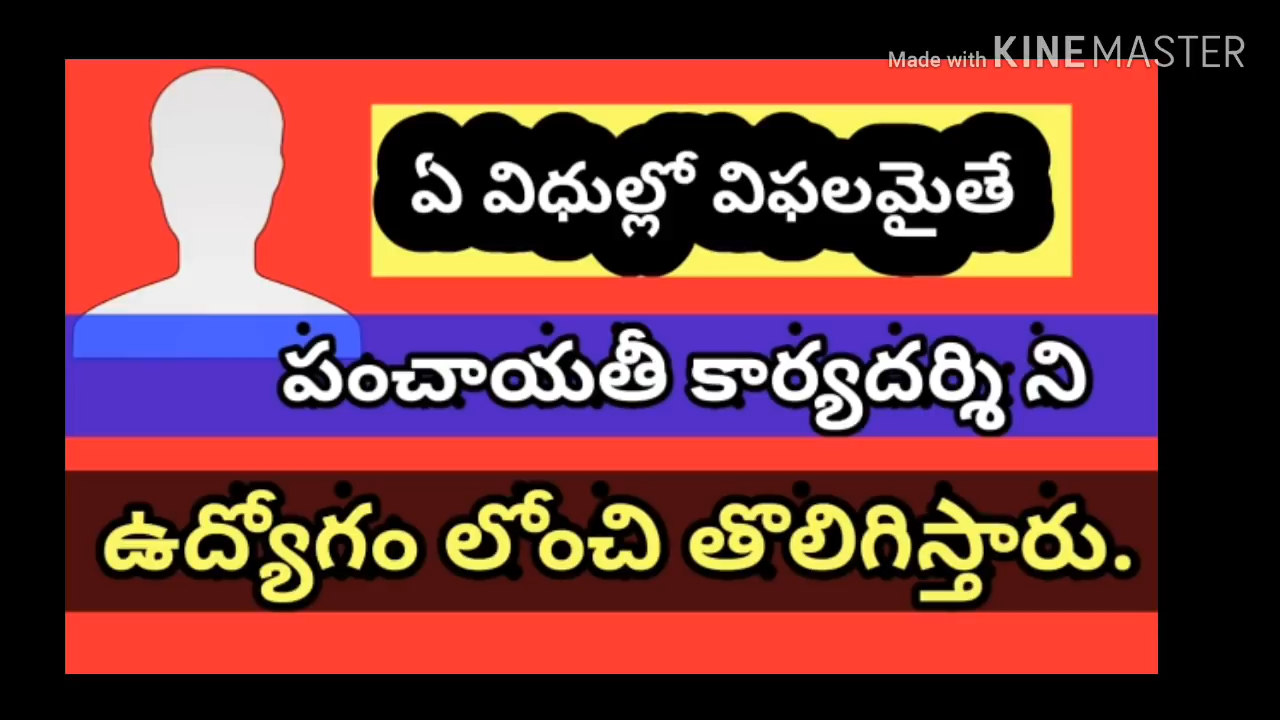 Made with KINEMASTER
ఏ విధుల్లో విఫలమైతే
పంచాయతీ కార్యదర్శి ని
ఉద్యోగం లోంచి తొలిగిస్తారు.